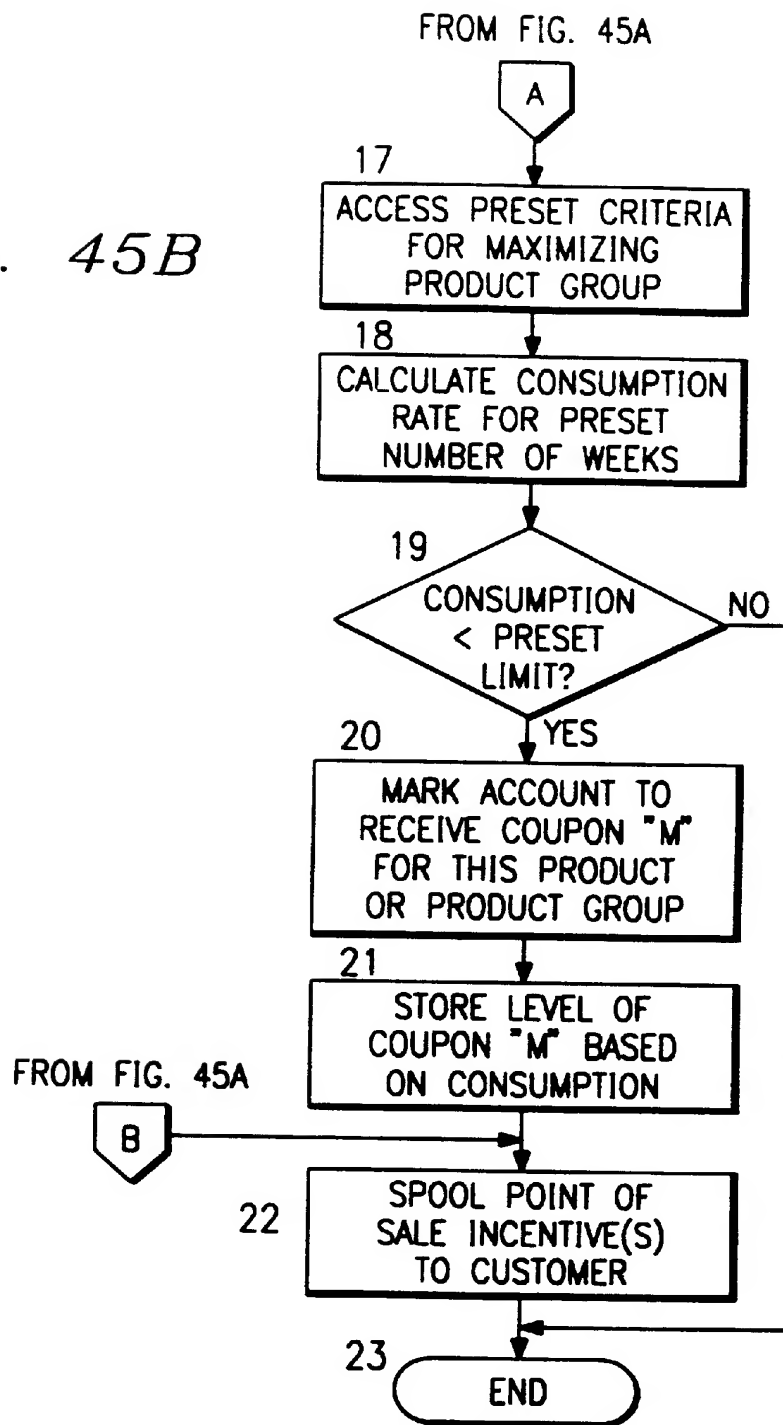 FROM FIG. 45A
A
17
ACCESS PRESET CRITERIA
FOR MAXIMIZING
PRODUCT GROUP
. 45B
18
CALCULATE CONSUMPTION
RATE FOR PRESET
NUMBER OF WEEKS
19
CONSUMPTION
< PRESET
LIMIT?
NO
YES
20
MARK ACCOUNT TO
RECEIVE COUPON "M"
FOR THIS PRODUCT
OR PRODUCT GROUP
21
STORE LEVEL OF
COUPON "M" BASED
ON CONSUMPTION
FROM FIG. 45A
B
22
SPOOL POINT OF
SALE INCENTIVE(S)
TO CUSTOMER
23
END